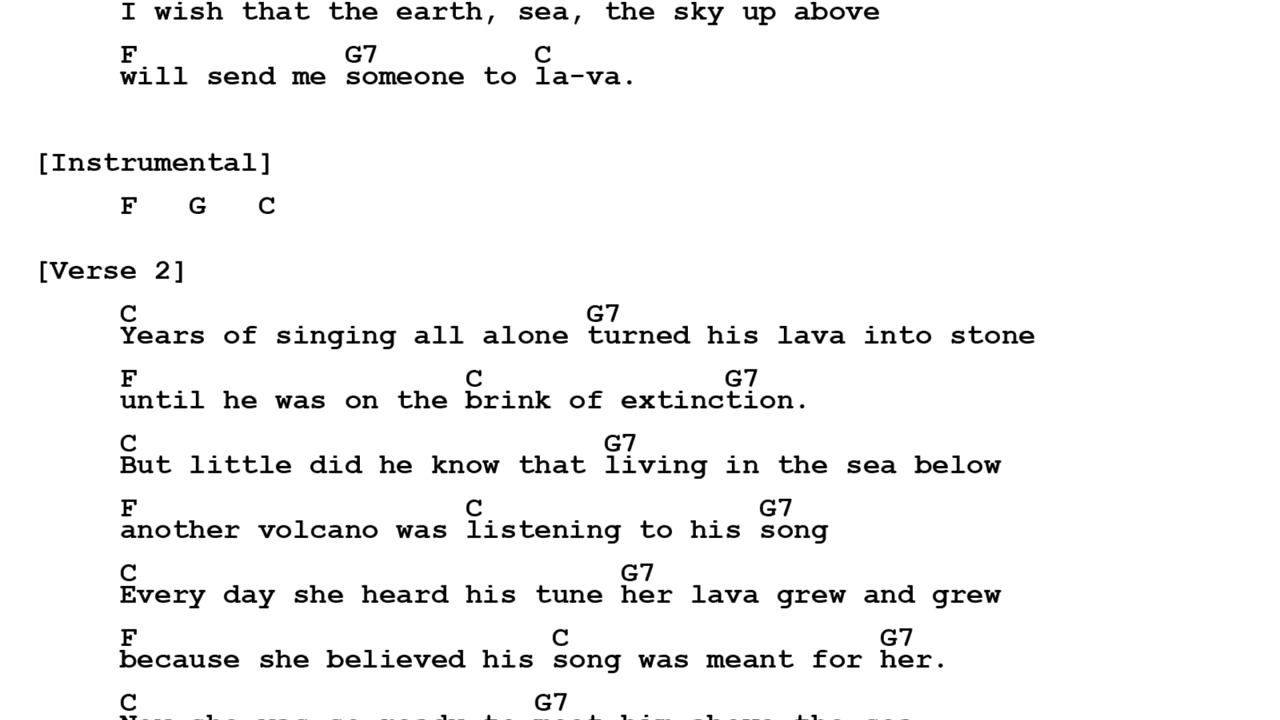 I wish that the earth, sea, the sky up above
F G7 C
will send me someone to la-va.
[Instrumental]
F G C
[Verse 2]
C G7
Years of singing all alone turned his lava into stone
F C G7
until he was on the brink of extinction.
C G7
But little did he know that living in the sea below
F C G7
another volcano was listening to his song
C G7
Every day she heard his tune her lava grew and grew
F C G7
because she believed his song was meant for her.
C G7